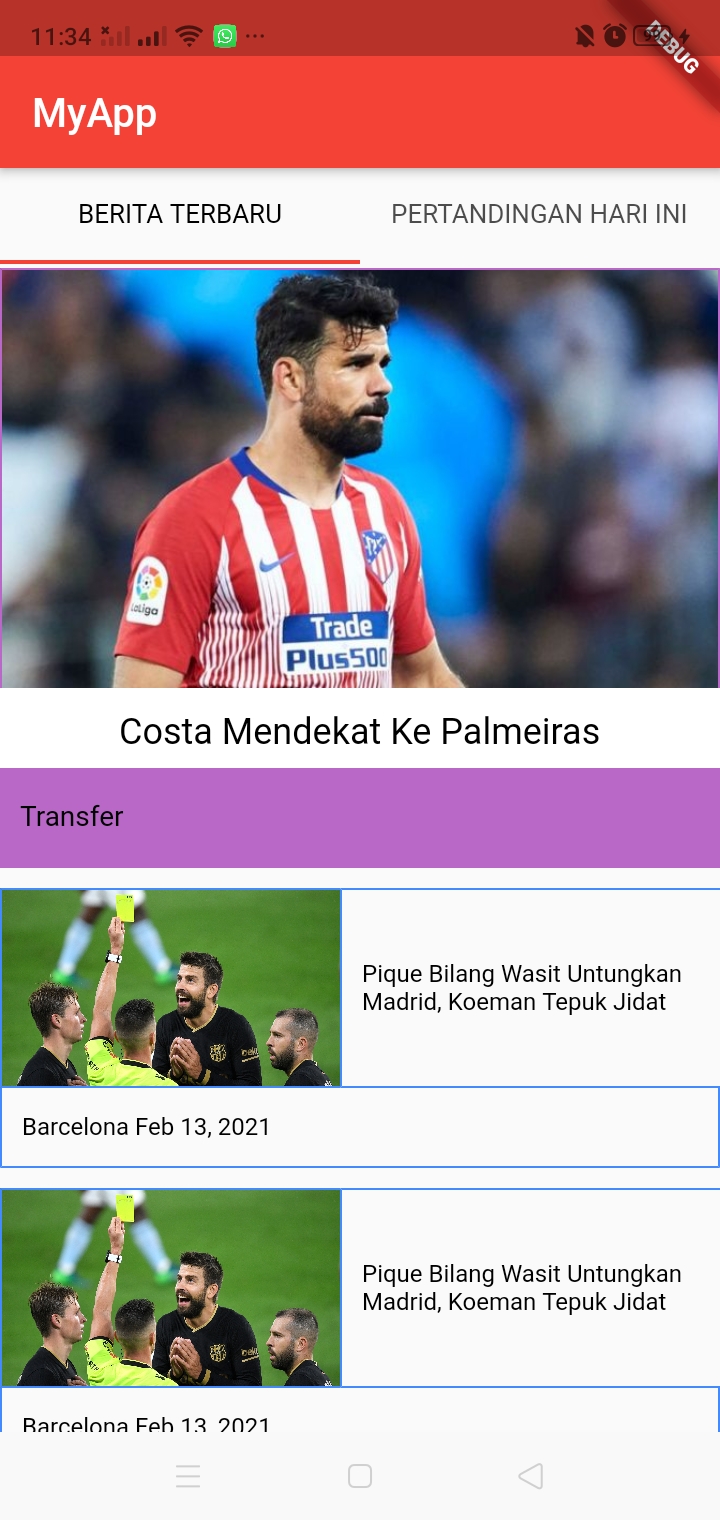 11:34
DEBUG
MyApp
BERITA TERBARU
PERTANDINGAN HARI INI
LaLiga
Trade
Plus500
Costa Mendekat Ke Palmeiras
Transfer
Pique Bilang Wasit Untungkan
Madrid, Koeman Tepuk Jidat
Barcelona Feb 13, 2021
Pique Bilang Wasit Untungkan
Madrid, Koeman Tepuk Jidat
Barcelona Feb 13, 2021